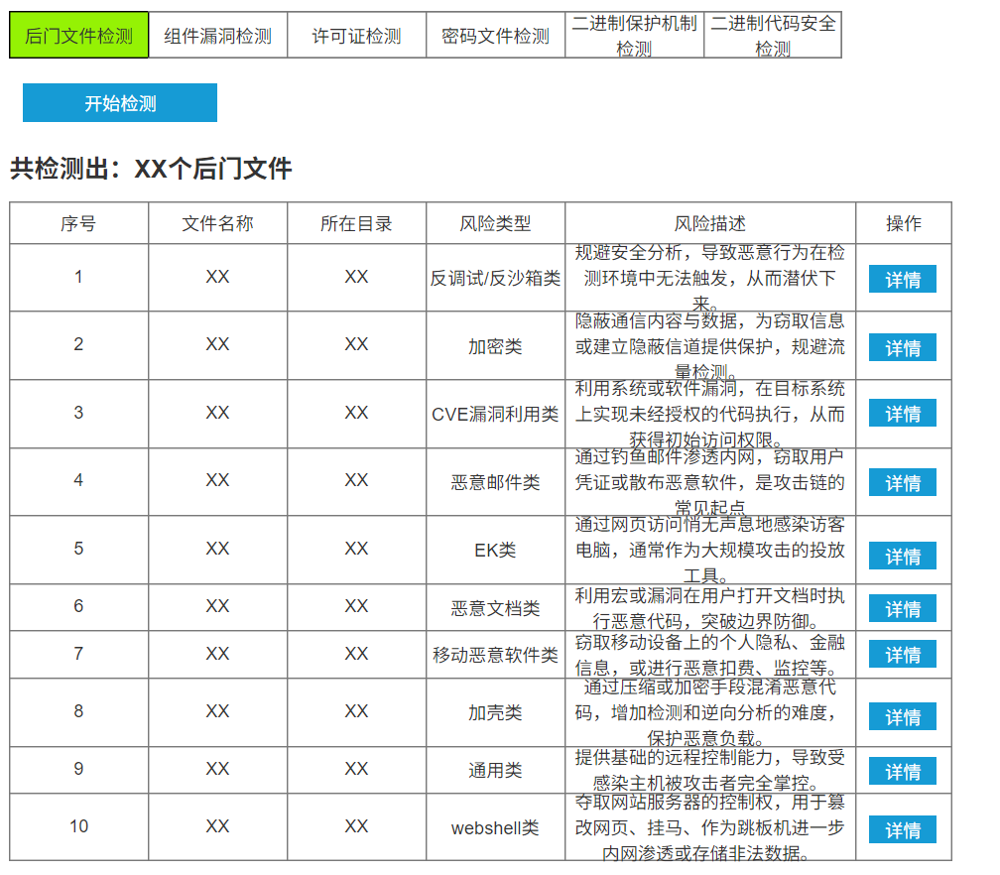 后门文件检测 组件漏洞检测 许可证检测 密码文件检测 二进制保护机制 二进制代码安全
检测 检测
开始检测
共检测出：XX个后门文件
序号 文件名称 所在目录 风险类型 风险描述 操作
规避安全分析，导致恶意行为在检
1 XX XX 反调试/反沙箱类 测环境中无法触发，从而潜伏下 详情
来。
隐蔽通信内容与数据，为窃取信息
2 XX XX 加密类 或建立隐蔽信道提供保护，规避流 详情
量检测。
利用系统或软件漏洞，在目标系统
3 XX XX CVE漏洞利用类 上实现未经授权的代码执行，从而 详情
获得初始访问权限。
通过钓鱼邮件渗透内网，窃取用户
4 XX XX 恶意邮件类 凭证或散布恶意软件，是攻击链的 详情
常见起点
通过网页访问悄无声息地感染访客
5 XX XX EK类 电脑，通常作为大规模攻击的投放 详情
工具。
利用宏或漏洞在用户打开文档时执
6 XX XX 恶意文档类 行恶意代码，突破边界防御。 详情
窃取移动设备上的个人隐私、金融
7 XX XX 移动恶意软件类 信息，或进行恶意扣费、监控等。 详情
通过压缩或加密手段混淆恶意代
8 XX XX 加壳类 码，增加检测和逆向分析的难度， 详情
保护恶意负载。
提供基础的远程控制能力，导致受
9 XX XX 通用类 感染主机被攻击者完全掌控。 详情
夺取网站服务器的控制权，用于篡
10 XX XX webshell类 改网页、挂马、作为跳板机进一步 详情
内网渗透或存储非法数据。